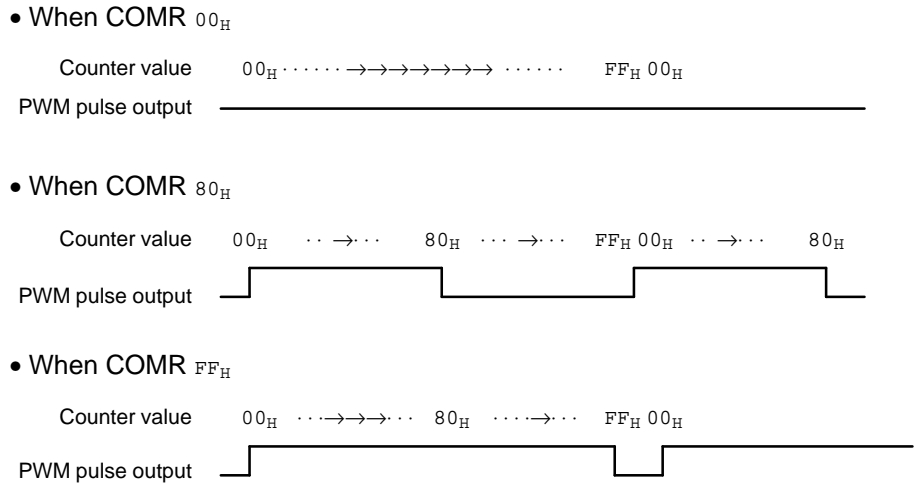 • When COMR 00H
Counter value 00H ······ →→→→→→→ ······ FFH 00H
PWM pulse output
• When COMR 80H
Counter value 00H ·· →··· 80H ··· →··· FFH 00H ·· →··· 80H
PWM pulse output
• When COMR FFH
Counter value 00H ···→→→··· 80H ····→··· FFH 00H
PWM pulse output